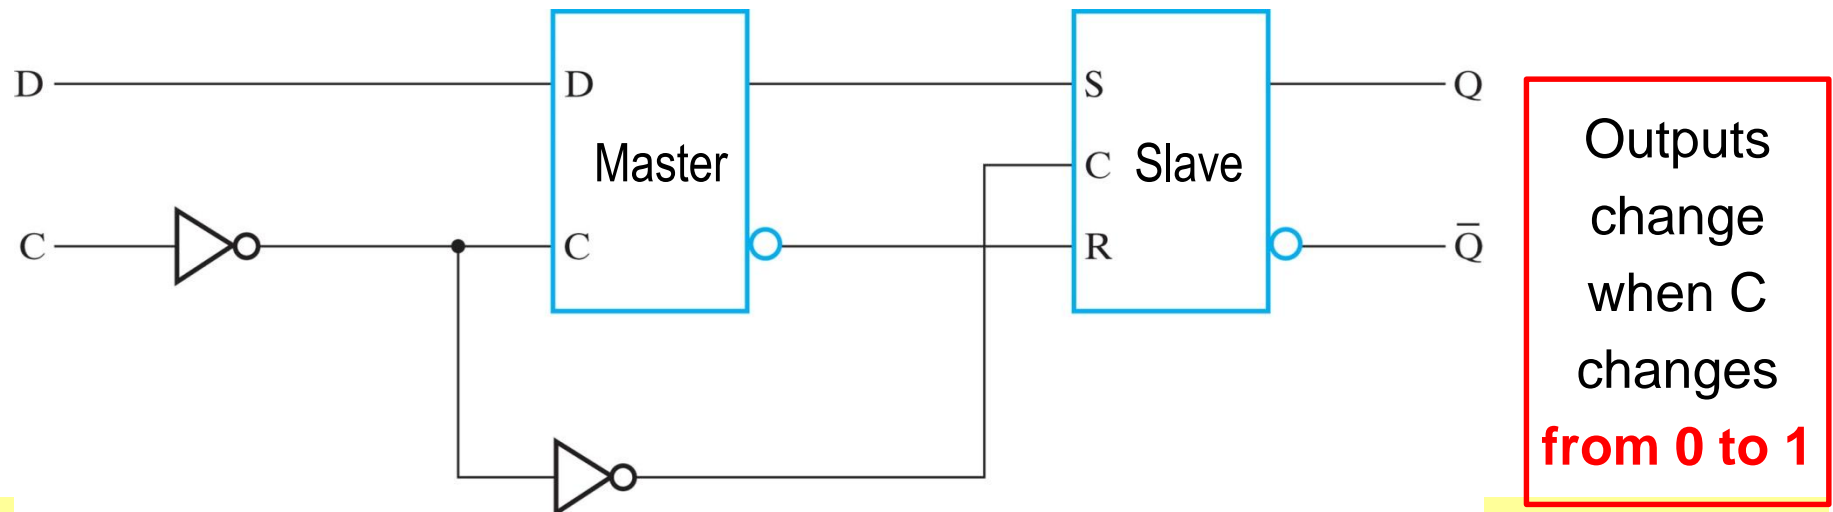 D
D
Master
C
C
S
C
Slave
R
Q
Q̅
Outputs
change
when C
changes
from 0 to 1